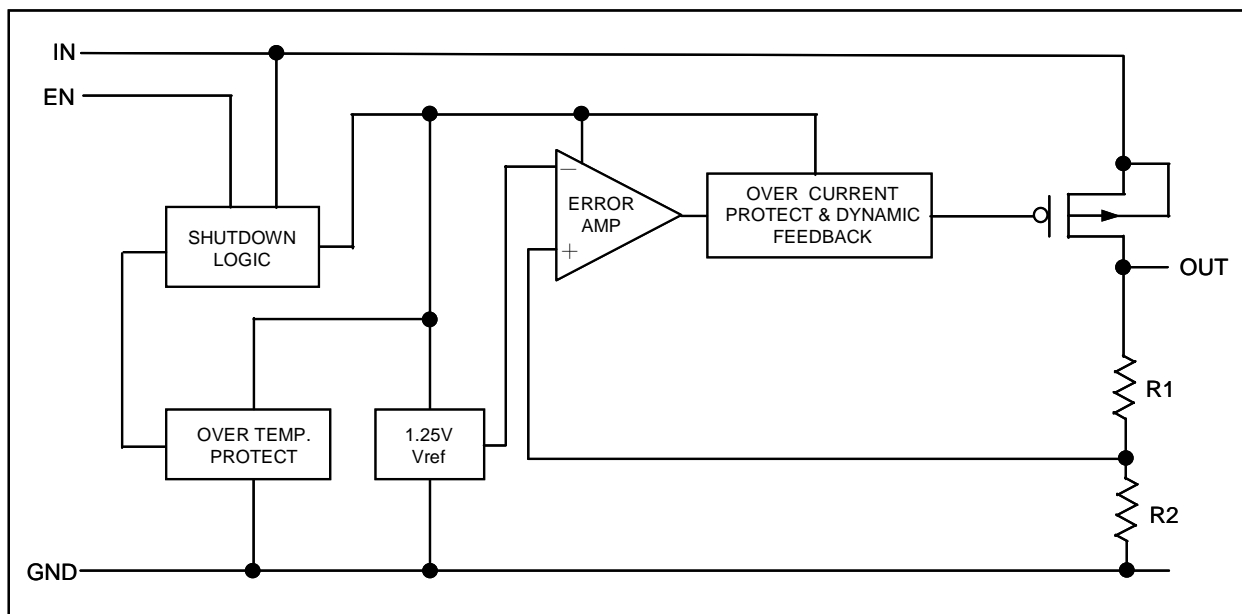 IN
EN
SHUTDOWN
LOGIC
−
ERROR
AMP
+
OVER CURRENT
PROTECT & DYNAMIC
FEEDBACK
OUT
R1
OVER TEMP.
PROTECT
1.25V
Vref
R2
GND